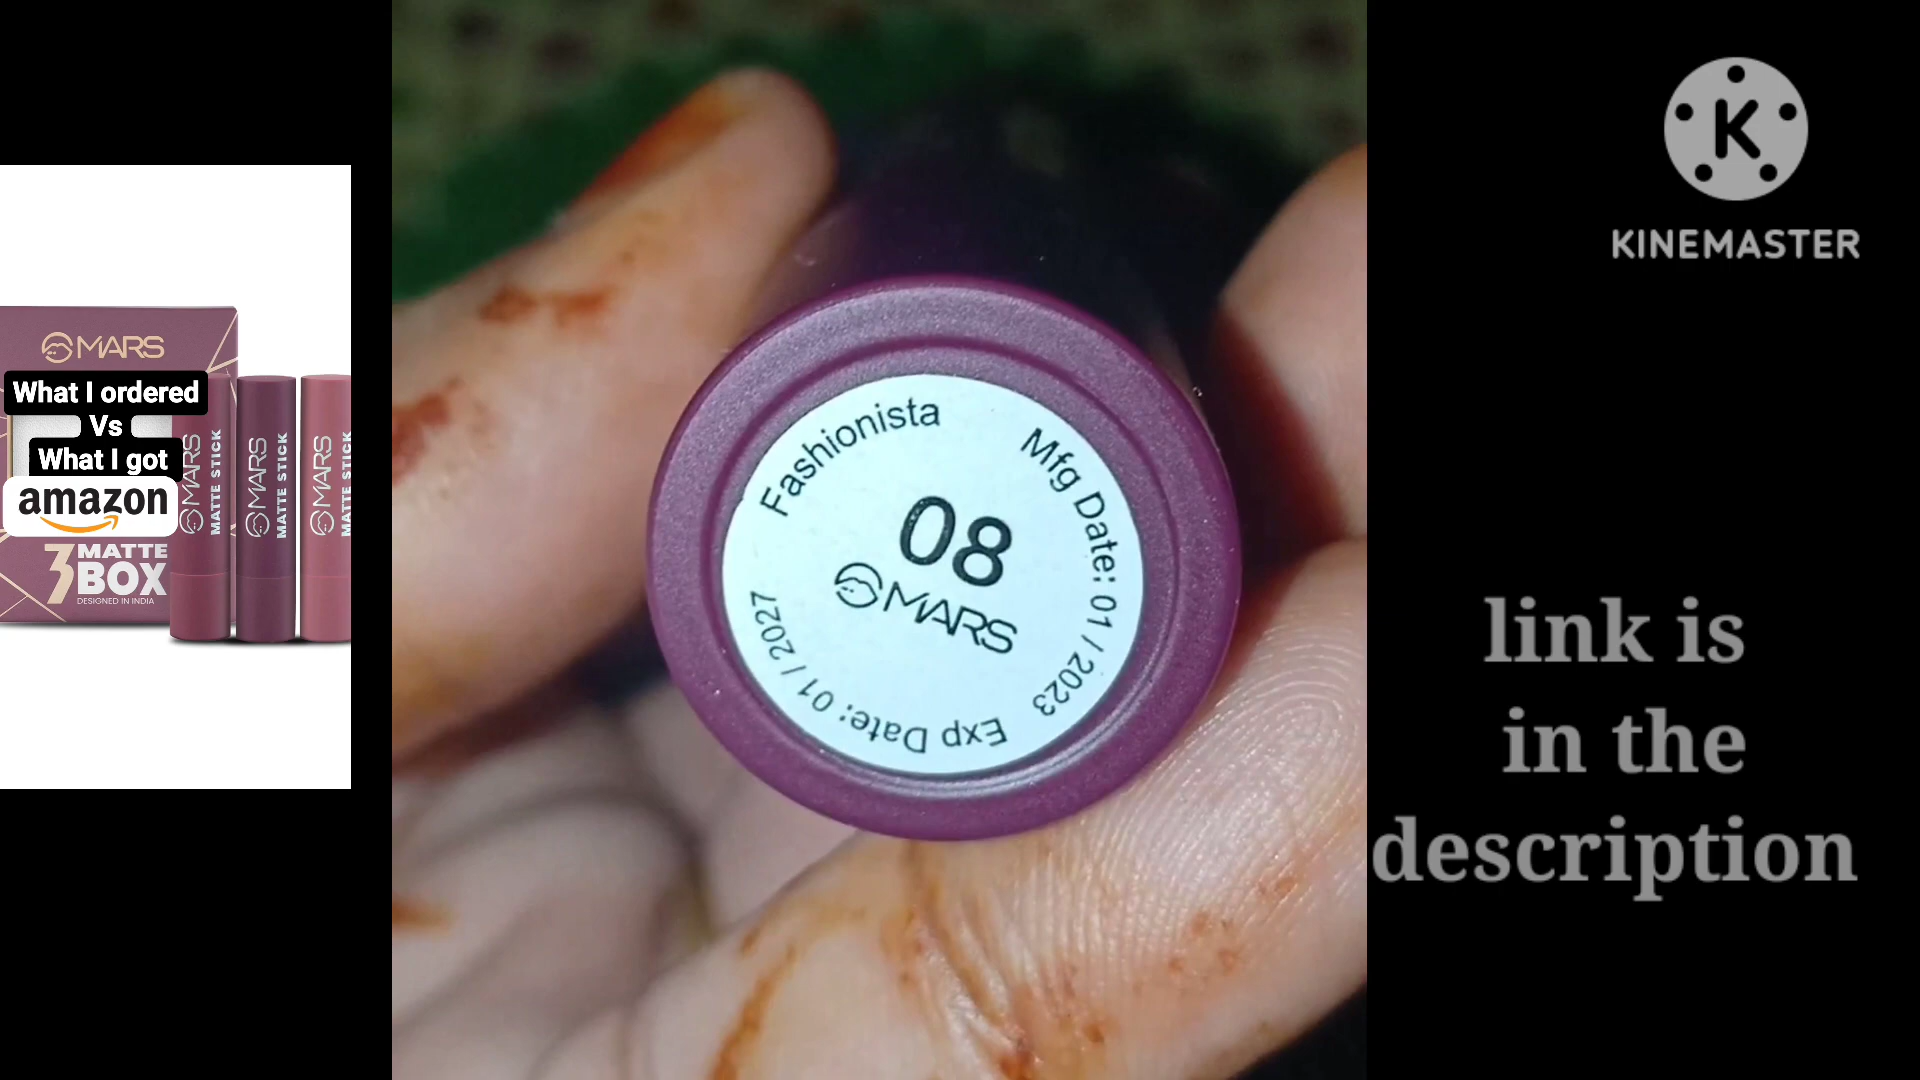 MARS
What I ordered
Vs
What I got
amazon
3 MATTE
BOX
DESIGNED IN INDIA
MARS
MATTE STICK
MARS
MATTE STICK
MARS
MATTE STICK
Fashionista
Mfg Date: 01 / 2023
08
MARS
Exp Date: 01 / 2027
K
KINEMASTER
link is
in the
description